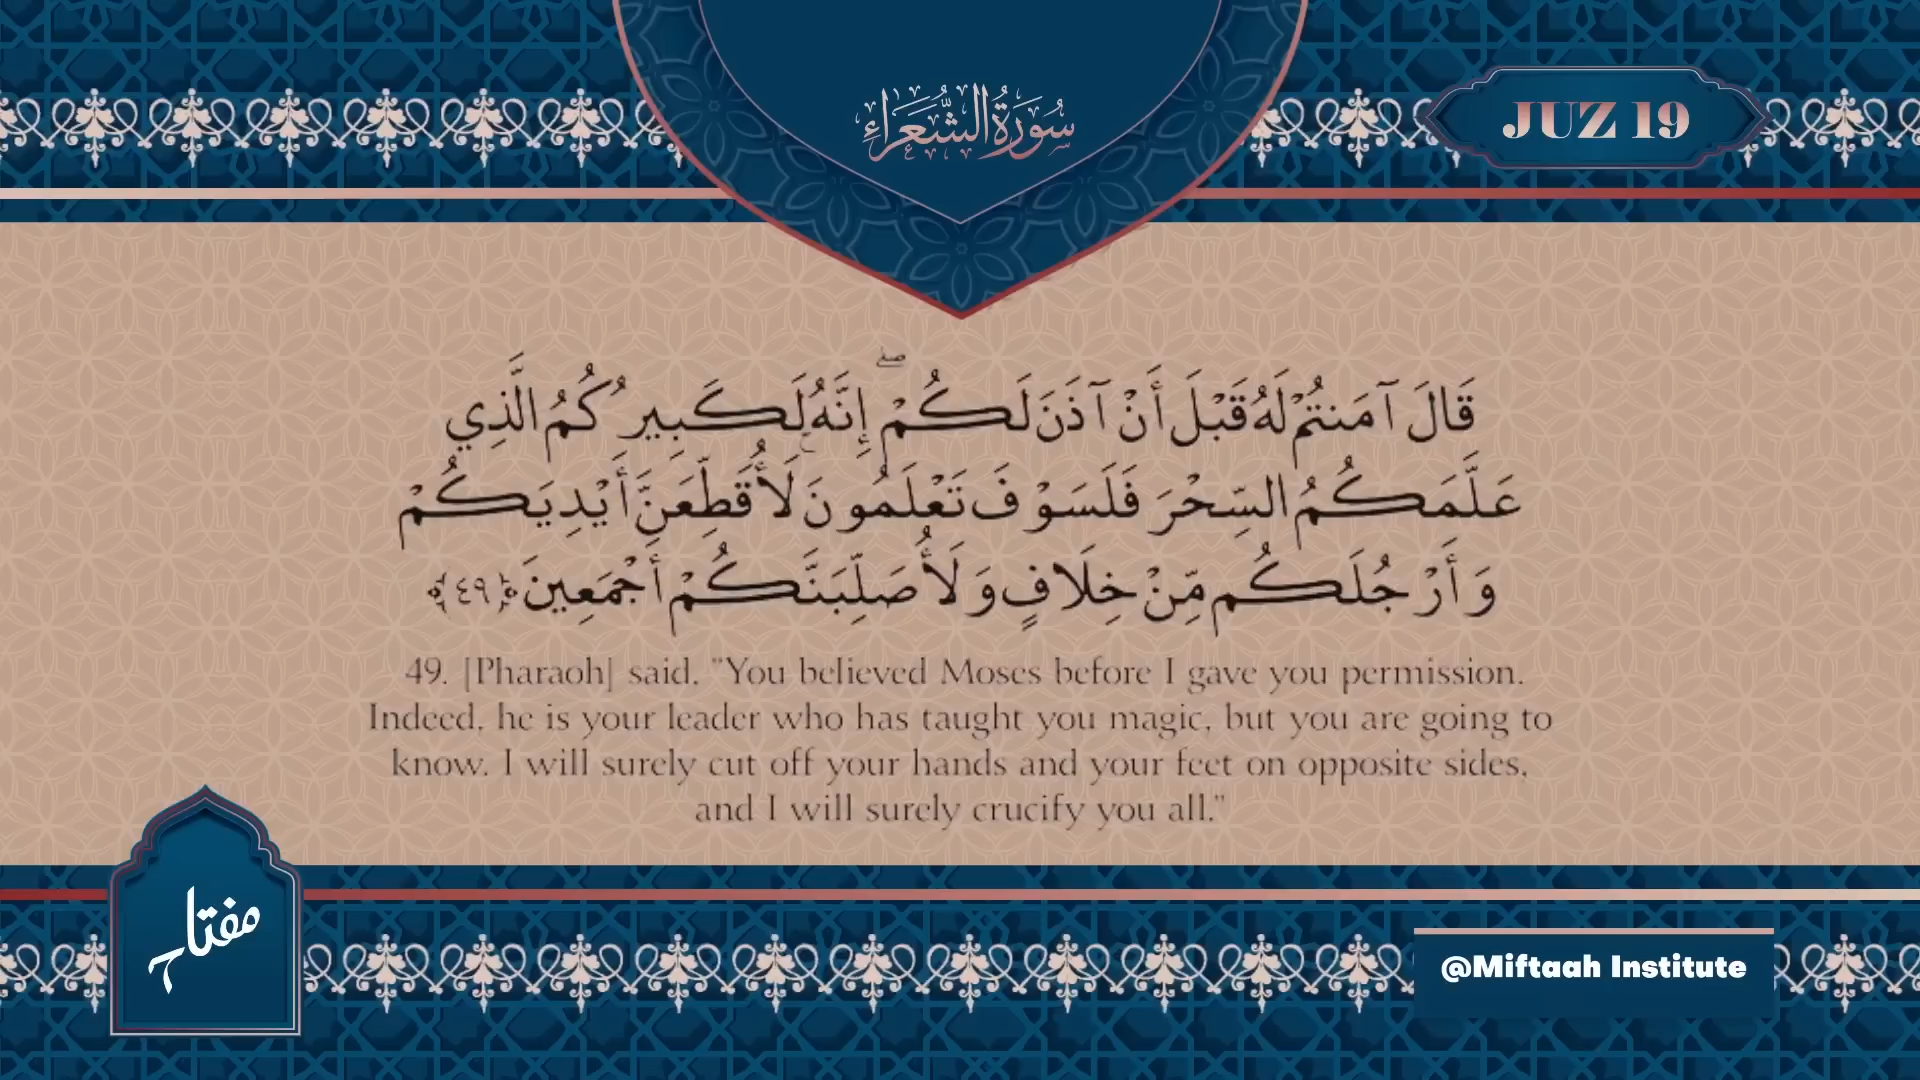 سُورَةُ الشُّعَرَاءِ
JUZ 19
قَالَ آمَنتُمْ لَهُ قَبْلَ أَنْ آذَنَ لَكُمْ ۖ إِنَّهُ لَكَبِيرُكُمُ الَّذِي
عَلَّمَكُمُ السِّحْرَ فَلَسَوْفَ تَعْلَمُونَ ۚ لَأُقَطِّعَنَّ أَيْدِيَكُمْ
وَأَرْجُلَكُم مِّنْ خِلَافٍ وَلَأُصَلِّبَنَّكُمْ أَجْمَعِينَ ﴿٤٩﴾
49. [Pharaoh] said, "You believed Moses before I gave you permission.
Indeed, he is your leader who has taught you magic, but you are going to
know. I will surely cut off your hands and your feet on opposite sides,
and I will surely crucify you all."
مفتاح
@Miftaah Institute